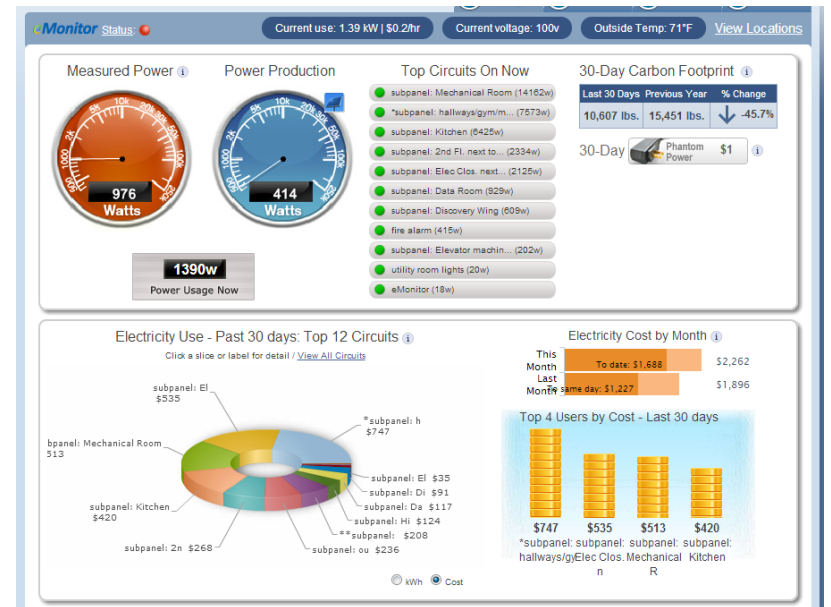 eMonitor Status:
Current use: 1.39 kW | $0.2/hr
Current voltage: 100v
Outside Temp: 71°F
View Locations
Measured Power
976
Watts
Power Production
414
Watts
1390w
Power Usage Now
Top Circuits On Now
subpanel: Mechanical Room (14162w)
*subpanel: hallways/gym/m... (7573w)
subpanel: Kitchen (6425w)
subpanel: 2nd Fl. next to... (2334w)
subpanel: Elec Clos. next... (2125w)
subpanel: Data Room (929w)
subpanel: Discovery Wing (609w)
fire alarm (415w)
subpanel: Elevator machin... (202w)
utility room lights (20w)
eMonitor (18w)
30-Day Carbon Footprint
Last 30 Days Previous Year % Change
10,607 lbs. 15,451 lbs. -45.7%
30-Day Phantom Power $1
Electricity Use - Past 30 days: Top 12 Circuits
Click a slice or label for detail / View All Circuits
subpanel: El
$535
*subpanel: h
$747
bpanel: Mechanical Room
513
subpanel: Kitchen
$420
subpanel: 2n $268
subpanel: El $35
subpanel: Di $91
subpanel: Da $117
subpanel: Hi $124
**subpanel: $208
subpanel: ou $236
kWh Cost
Electricity Cost by Month
This Month To date: $1,688 $2,262
Last Month To same day: $1,227 $1,896
Top 4 Users by Cost - Last 30 days
$747 $535 $513 $420
*subpanel: subpanel: subpanel: subpanel:
hallways/gy Elec Clos. Mechanical Kitchen
n R